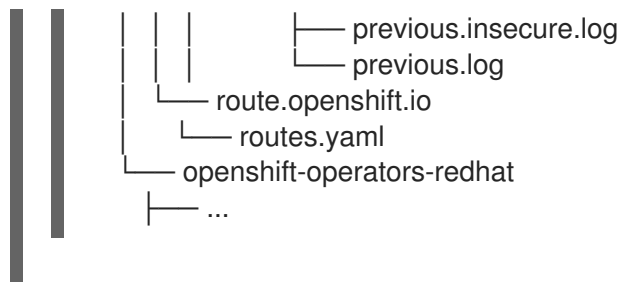 │ │ │ ├── previous.insecure.log
│ │ │ └── previous.log
│ └── route.openshift.io
│ └── routes.yaml
└── openshift-operators-redhat
├── ...